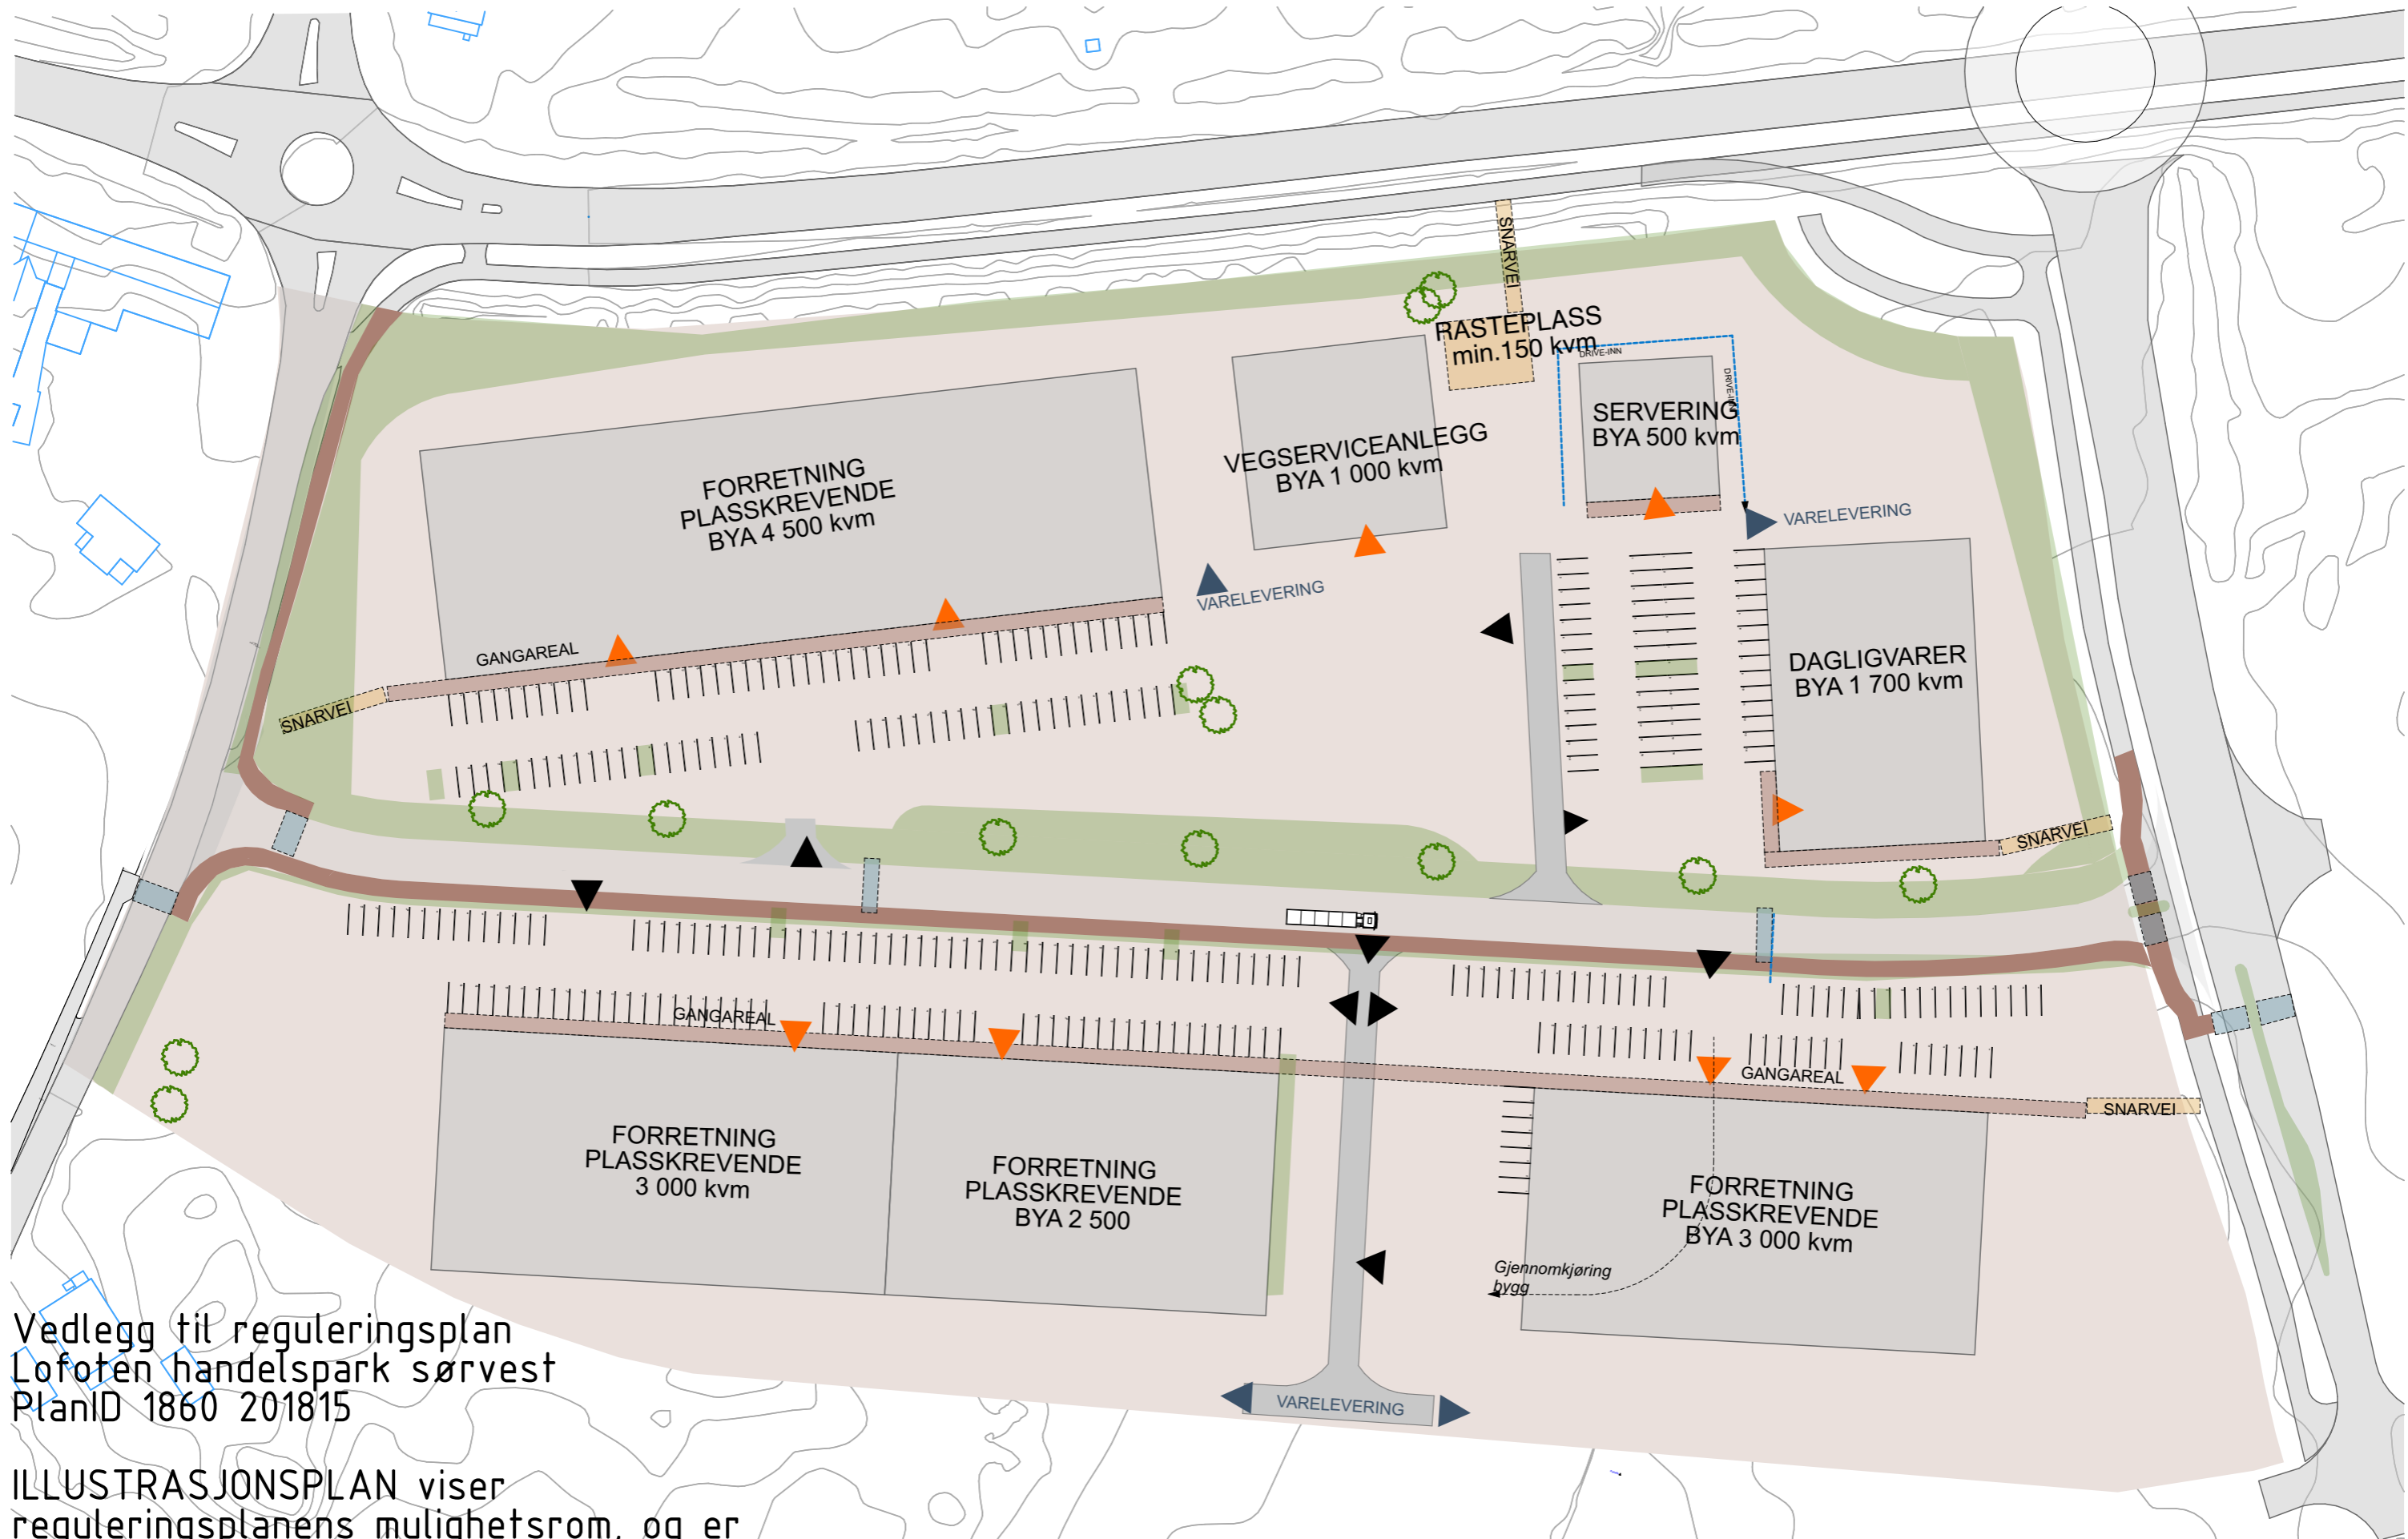 SNARVEI
RASTEPLASS
min.150 kvm
DRIVE-INN
DRIVE-INN
SERVERING
BYA 500 kvm
VEGSERVICEANLEGG
BYA 1 000 kvm
FORRETNING
PLASSKREVENDE
BYA 4 500 kvm
VARELEVERING
VARELEVERING
GANGAREAL
SNARVEI
DAGLIGVARER
BYA 1 700 kvm
SNARVEI
GANGAREAL
GANGAREAL
SNARVEI
FORRETNING
PLASSKREVENDE
3 000 kvm
FORRETNING
PLASSKREVENDE
BYA 2 500
FORRETNING
PLASSKREVENDE
BYA 3 000 kvm
Gjennomkjøring
bygg
VARELEVERING
Vedlegg til reguleringsplan
Lofoten handelspark sørvest
PlanID 1860 201815
ILLUSTRASJONSPLAN viser
reguleringsplanens mulighetsrom, og er